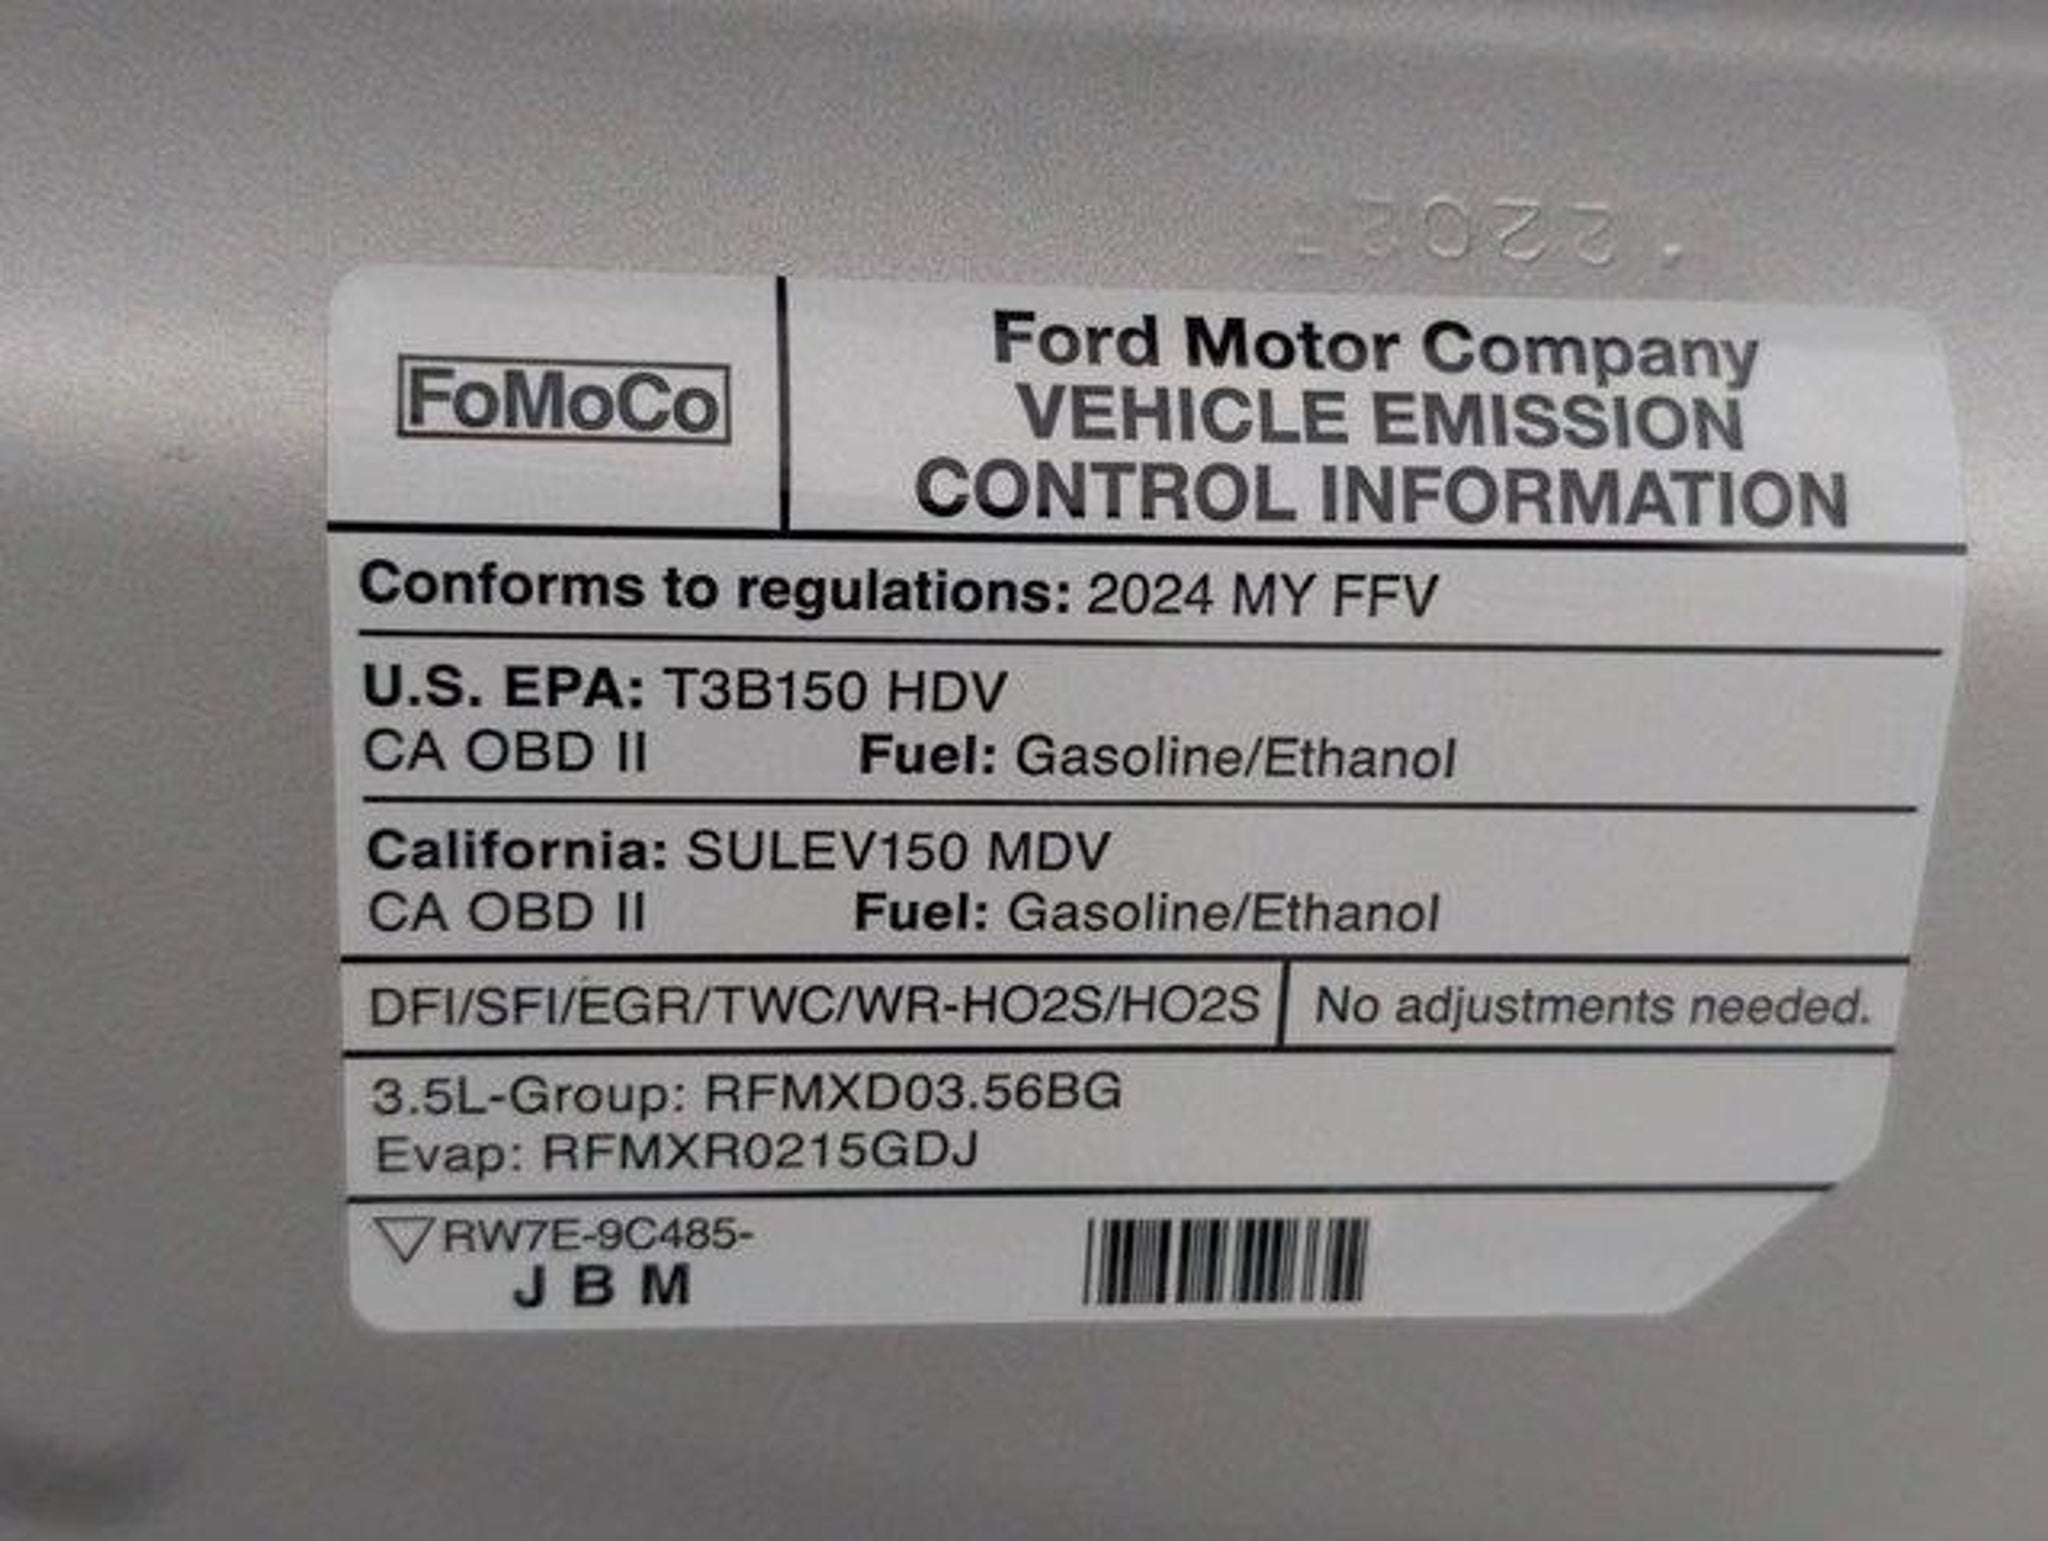 FoMoCo
Ford Motor Company
VEHICLE EMISSION
CONTROL INFORMATION
Conforms to regulations: 2024 MY FFV
U.S. EPA: T3B150 HDV
CA OBD II Fuel: Gasoline/Ethanol
California: SULEV150 MDV
CA OBD II Fuel: Gasoline/Ethanol
DFI/SFI/EGR/TWC/WR-HO2S/HO2S No adjustments needed.
3.5L-Group: RFMXD03.56BG
Evap: RFMXR0215GDJ
RW7E-9C485-
J B M